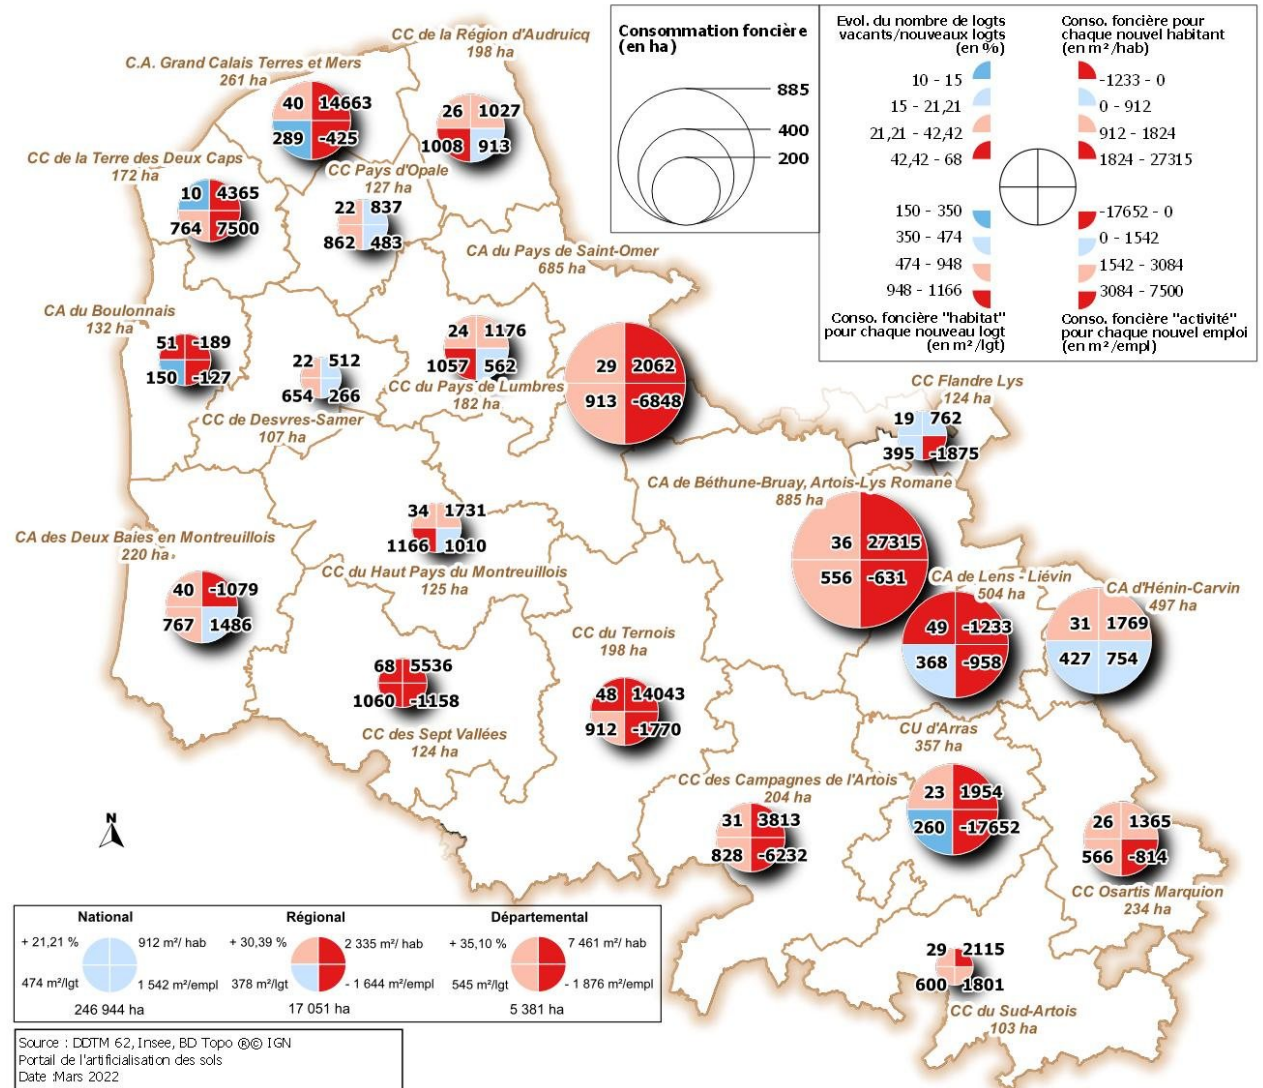 Consommation foncière
(en ha)
885
400
200
Evol. du nombre de logts
vacants/nouveaux logts
(en %)
10 - 15
15 - 21,21
21,21 - 42,42
42,42 - 68
Conso. foncière pour
chaque nouvel habitant
(en m²/hab)
-1233 - 0
0 - 912
912 - 1824
1824 - 27315
150 - 350
350 - 474
474 - 948
948 - 1166
Conso. foncière "habitat"
pour chaque nouveau logt
(en m²/lgt)
-17652 - 0
0 - 1542
1542 - 3084
3084 - 7500
Conso. foncière "activité"
pour chaque nouvel emploi
(en m²/empl)
CC de la Région d'Audruicq
198 ha
26 1027
1008 913
C.A. Grand Calais Terres et Mers
261 ha
40 14663
289 -425
CC de la Terre des Deux Caps
172 ha
10 4365
764 7500
CC Pays d'Opale
127 ha
22 837
862 483
CA du Pays de Saint-Omer
685 ha
29 2062
913 -6848
CA du Boulonnais
132 ha
51 -189
150 -127
22 512
654 266
CC de Desvres-Samer
107 ha
24 1176
1057 562
CC du Pays de Lumbres
182 ha
CC Flandre Lys
124 ha
19 762
395 -1875
CA de Béthune-Bruay, Artois-Lys Romane
885 ha
36 27315
556 -631
CA des Deux Baies en Montreuillois
220 ha
40 -1079
767 1486
34 1731
1166 1010
CC du Haut Pays du Montreuillois
125 ha
CA de Lens - Liévin
504 ha
49 -1233
368 -958
CA d'Hénin-Carvin
497 ha
31 1769
427 754
CC du Ternois
198 ha
48 14043
912 -1770
68 5536
1060 -1158
CC des Sept Vallées
124 ha
CU d'Arras
357 ha
23 1954
260 -17652
CC des Campagnes de l'Artois
204 ha
31 3813
828 -6232
26 1365
566 -814
CC Osartis Marquion
234 ha
29 2115
600 1801
CC du Sud-Artois
103 ha
N
National
+ 21,21 %
912 m²/ hab
474 m²/lgt
1 542 m²/empl
246 944 ha
Régional
+ 30,39 %
2 335 m²/ hab
378 m²/lgt
- 1 644 m²/empl
17 051 ha
Départemental
+ 35,10 %
7 461 m²/ hab
545 m²/lgt
- 1 876 m²/empl
5 381 ha
Source : DDTM 62, Insee, BD Topo ®© IGN
Portail de l'artificialisation des sols
Date :Mars 2022